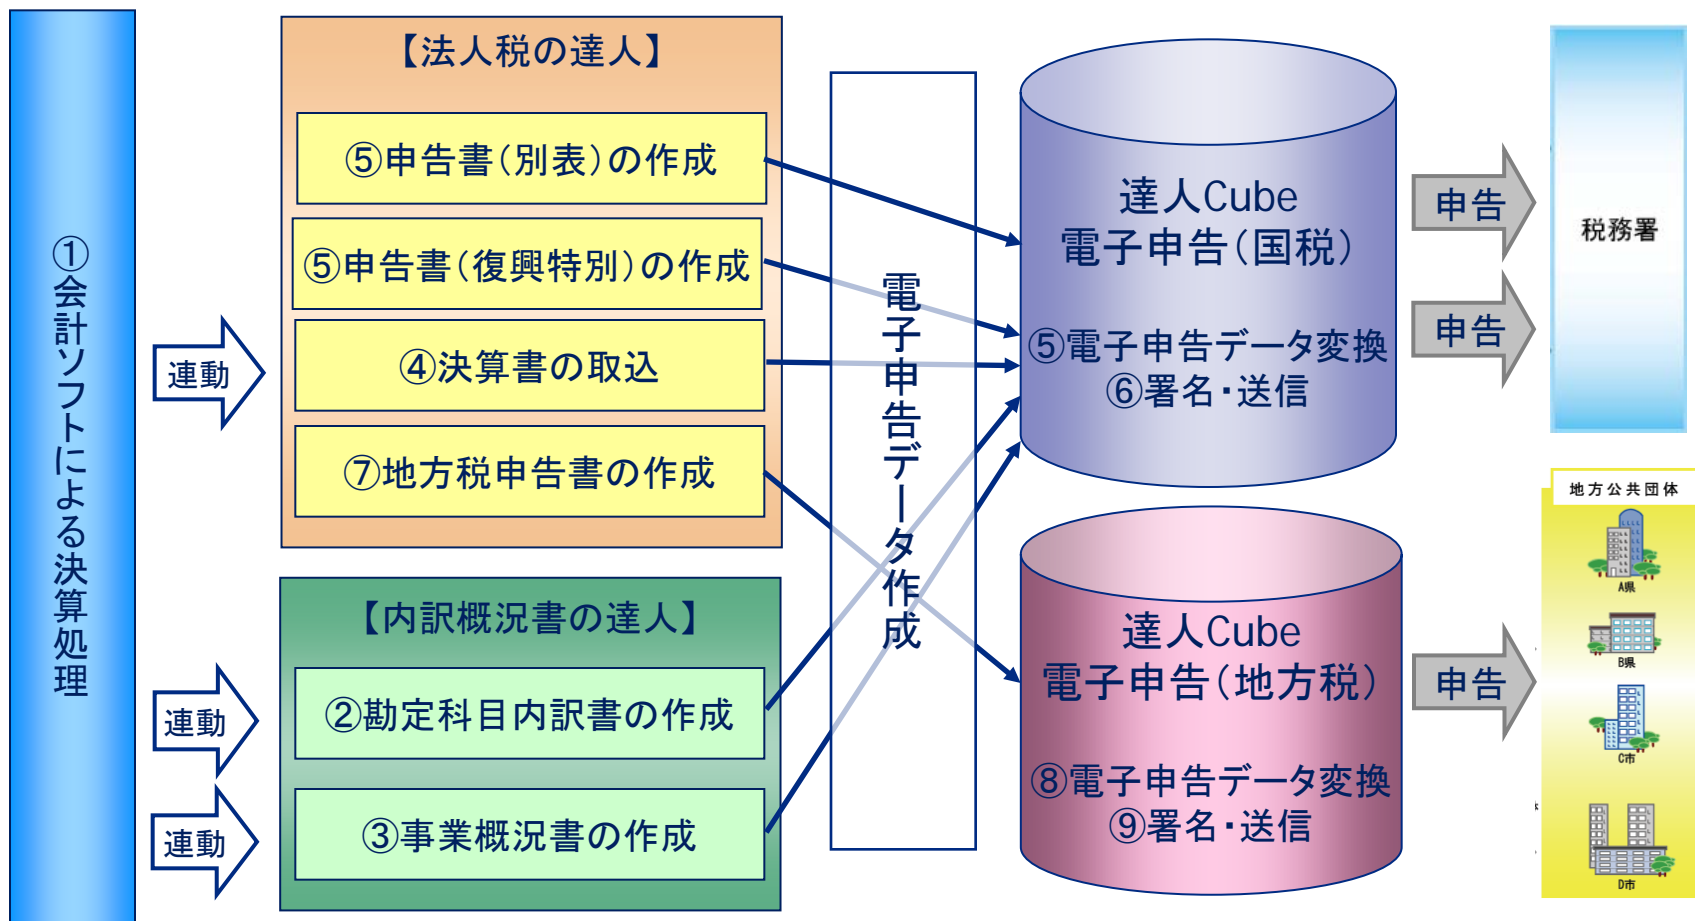 ①会計ソフトによる決算処理
連動
連動
連動
【法人税の達人】
⑤申告書（別表）の作成
⑤申告書（復興特別）の作成
④決算書の取込
⑦地方税申告書の作成
【内訳概況書の達人】
②勘定科目内訳書の作成
③事業概況書の作成
電子申告データ作成
達人Cube
電子申告（国税）
⑤電子申告データ変換
⑥署名・送信
達人Cube
電子申告（地方税）
⑧電子申告データ変換
⑨署名・送信
申告
申告
申告
税務署
地方公共団体
A県
B県
C市
D市